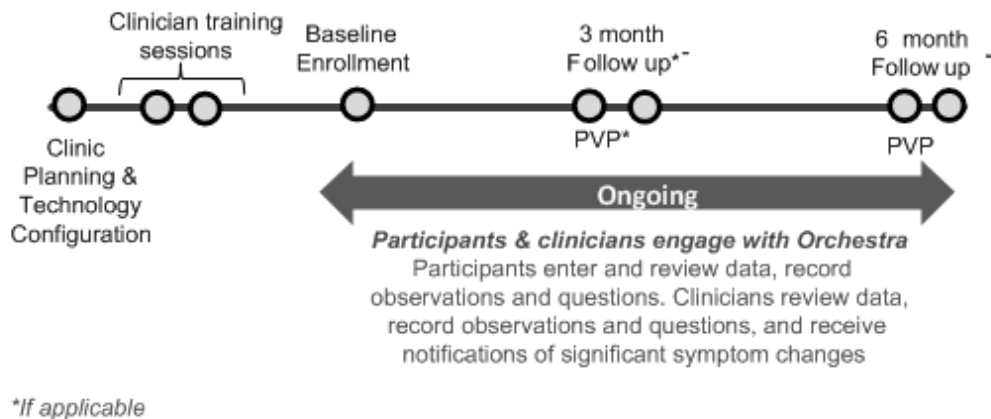 Clinician training
sessions
Baseline
Enrollment
3 month
Follow up*-
6 month
Follow up -
Clinic
Planning &
Technology
Configuration
PVP*
PVP
Ongoing
Participants & clinicians engage with Orchestra
Participants enter and review data, record
observations and questions. Clinicians review data,
record observations and questions, and receive
notifications of significant symptom changes
*If applicable